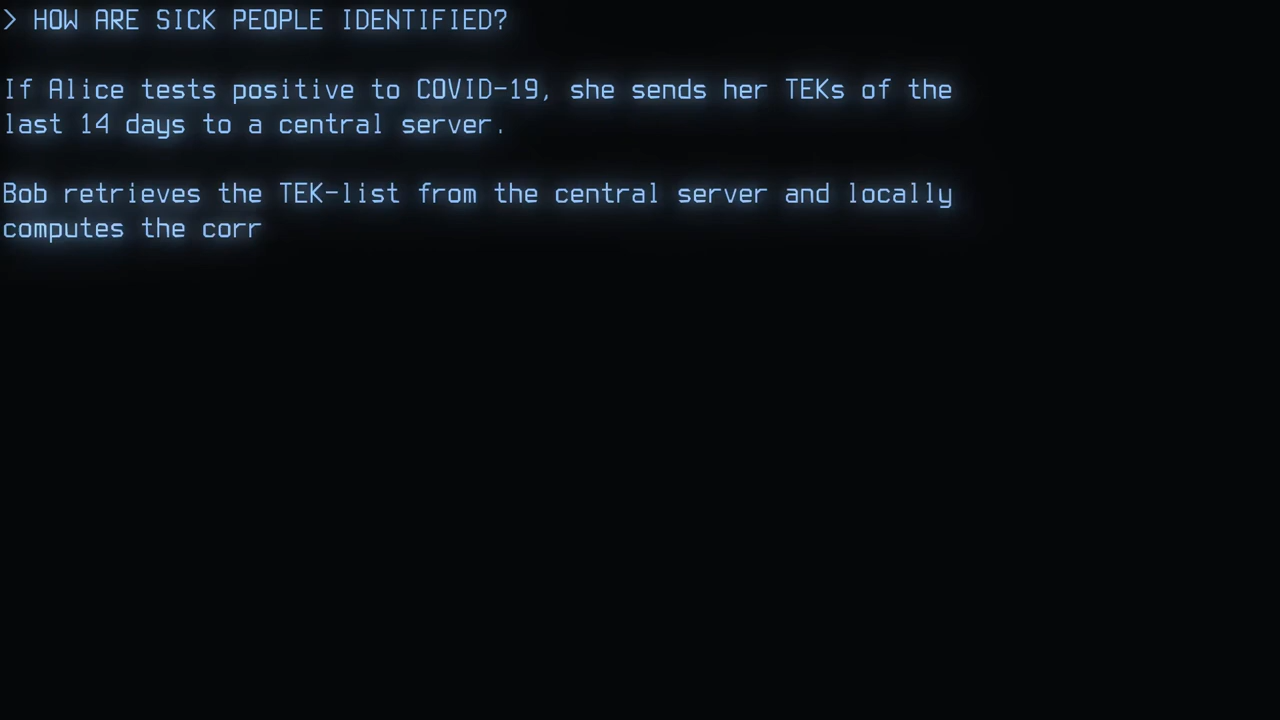 > HOW ARE SICK PEOPLE IDENTIFIED?
If Alice tests positive to COVID-19, she sends her TEKs of the
last 14 days to a central server.
Bob retrieves the TEK-list from the central server and locally
computes the corr